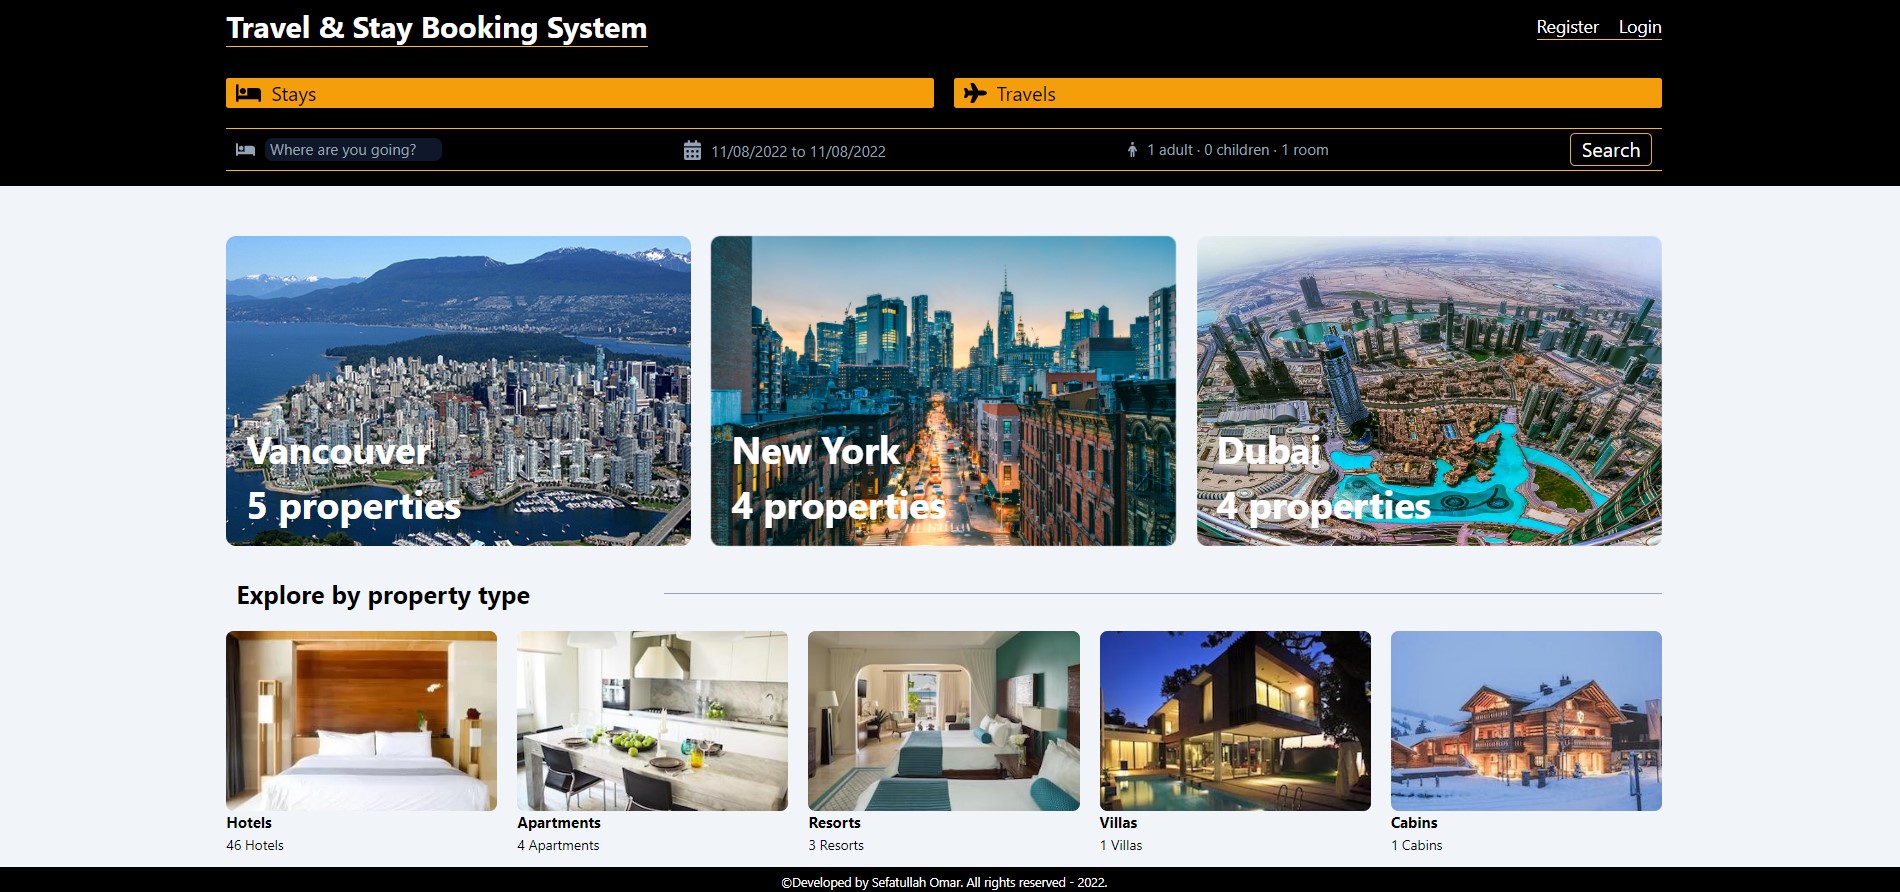 Travel & Stay Booking System
Register Login
Stays
Travels
Where are you going?
11/08/2022 to 11/08/2022
1 adult · 0 children · 1 room
Search
Vancouver
5 properties
New York
4 properties
Dubai
4 properties
Explore by property type
Hotels
46 Hotels
Apartments
4 Apartments
Resorts
3 Resorts
Villas
1 Villas
Cabins
1 Cabins
©Developed by Sefatullah Omar. All rights reserved - 2022.